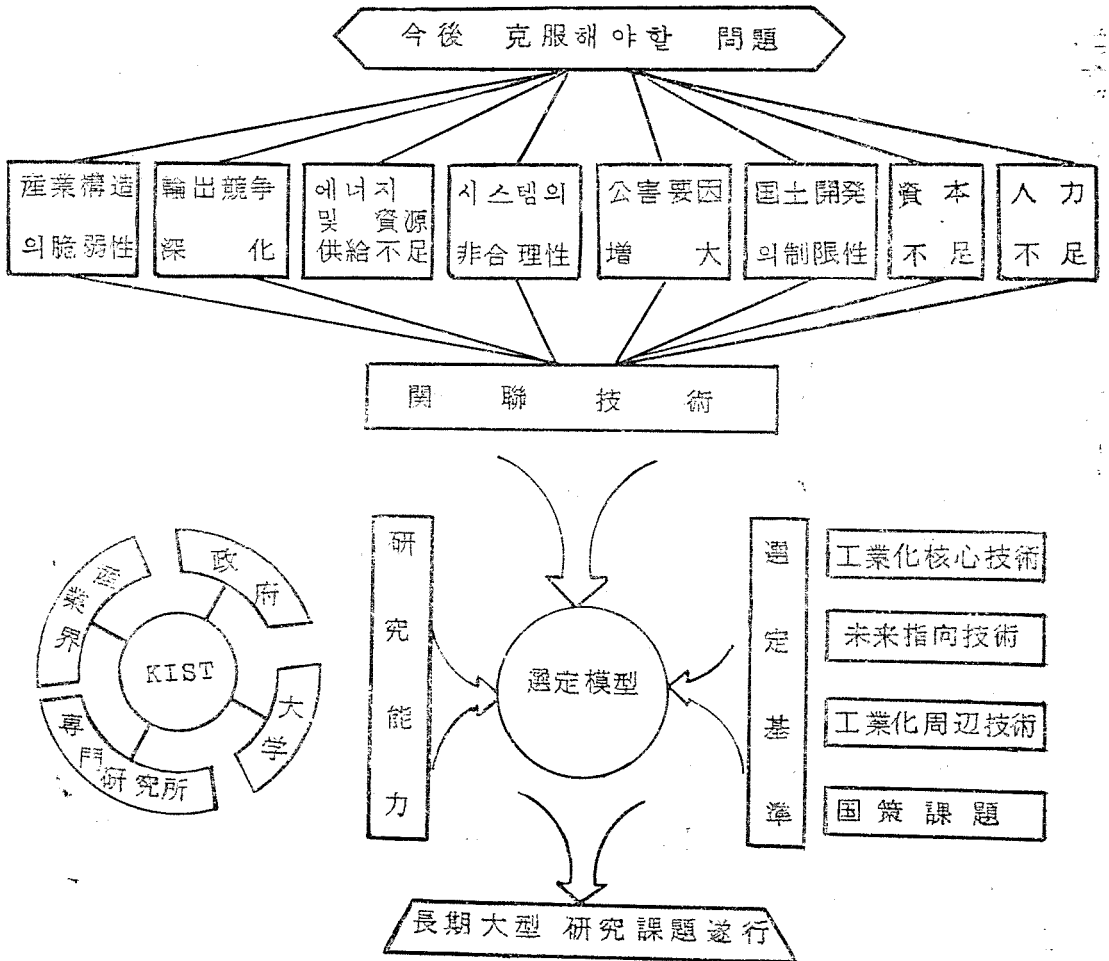 今後 克服해야할 問題
産業構造
의脆弱性
輸出競争
深化
에너지
및 資源
供給不足
시스템의
非合理性
公害要因
增大
国土開発
의制限性
資本
不足
人力
不足
関聯技術
研究能力
選定模型
選定基準
工業化核心技術
未来指向技術
工業化周辺技術
国策課題
産業界
政府
KIST
大学
専門研究所
長期大型 研究課題遂行